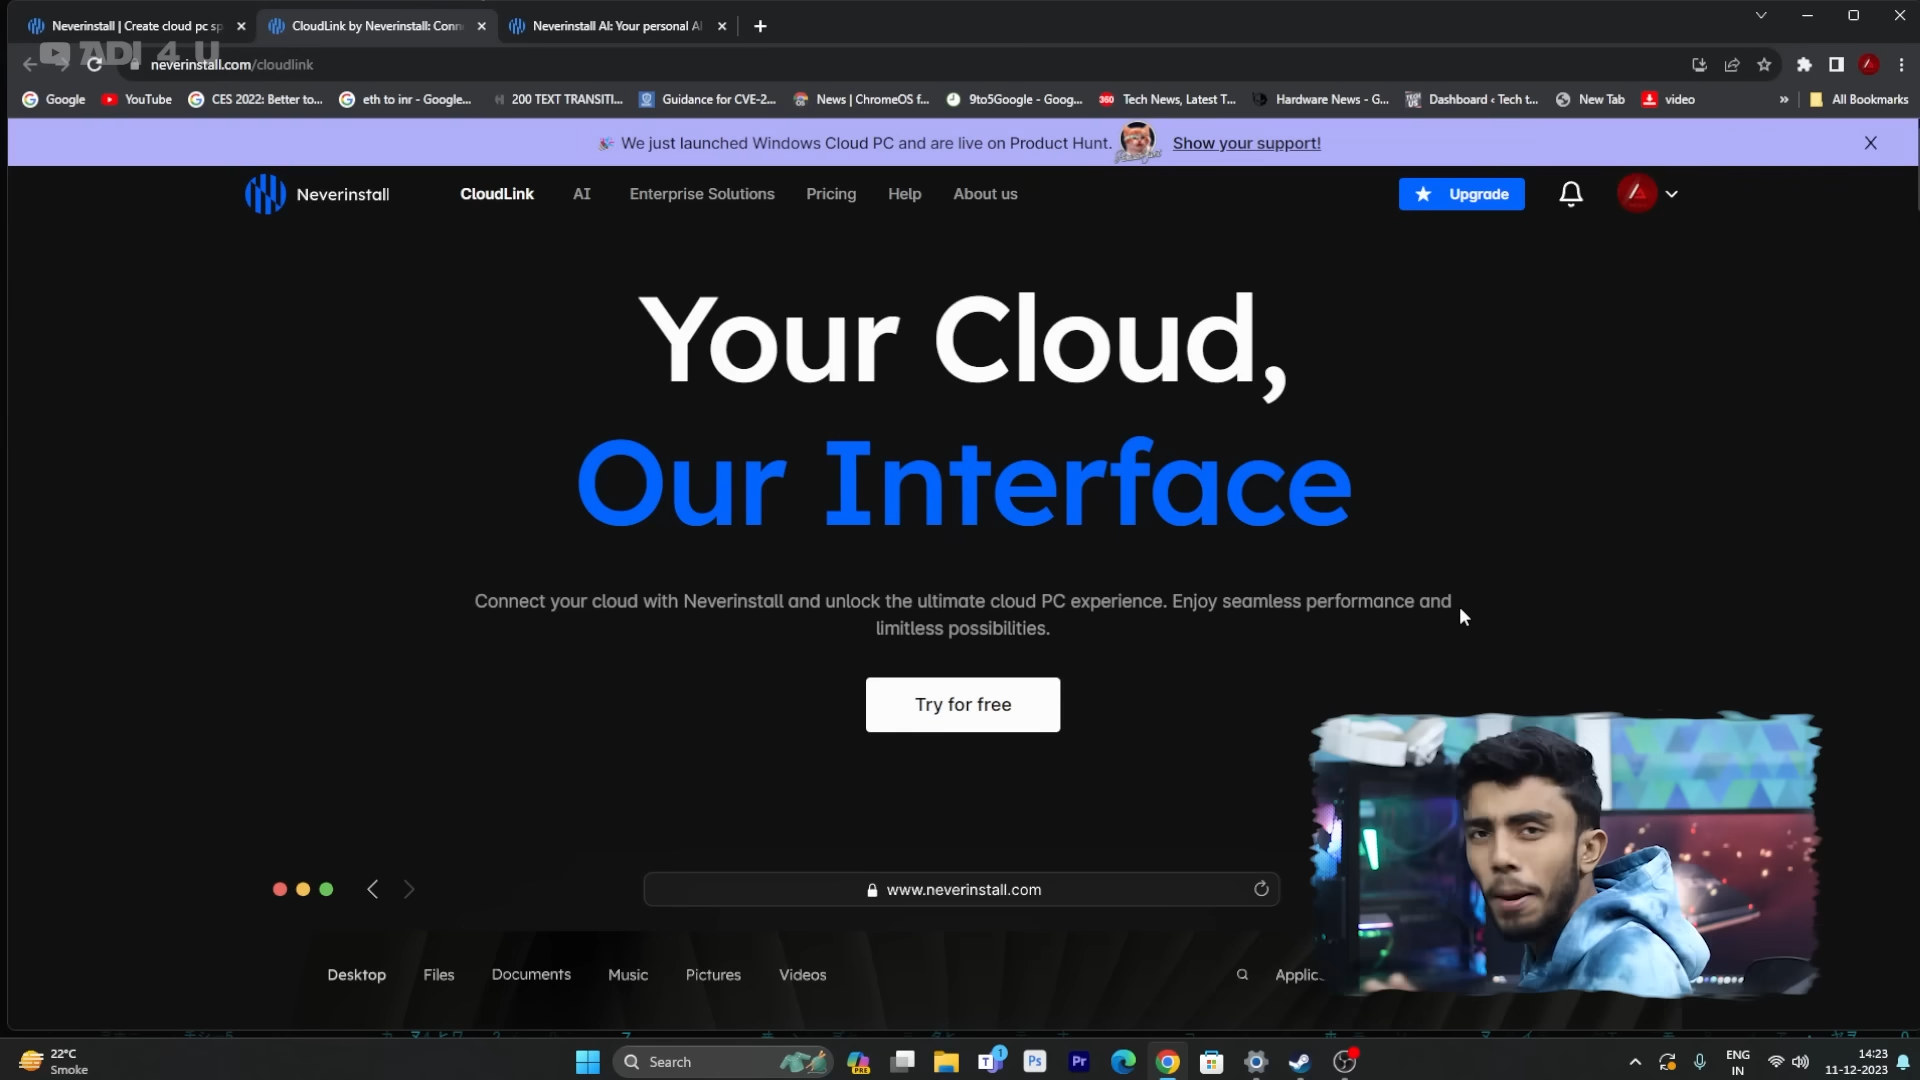 Neverinstall | Create cloud pc sp
CloudLink by Neverinstall: Conn
Neverinstall AI: Your personal AI
ADI 4 U
neverinstall.com/cloudlink
Google
YouTube
CES 2022: Better to...
eth to inr - Google...
200 TEXT TRANSITI...
Guidance for CVE-2...
News | ChromeOS f...
9to5Google - Goog...
Tech News, Latest T...
Hardware News - G...
Dashboard ‹ Tech t...
New Tab
video
»
All Bookmarks
We just launched Windows Cloud PC and are live on Product Hunt.
Show your support!
Neverinstall
CloudLink
AI
Enterprise Solutions
Pricing
Help
About us
Upgrade
Your Cloud,
Our Interface
Connect your cloud with Neverinstall and unlock the ultimate cloud PC experience. Enjoy seamless performance and
limitless possibilities.
Try for free
www.neverinstall.com
Desktop
Files
Documents
Music
Pictures
Videos
Applic
22°C
Smoke
Search
PRE
T
1
Ps
Pr
ENG
IN
14:23
11-12-2023